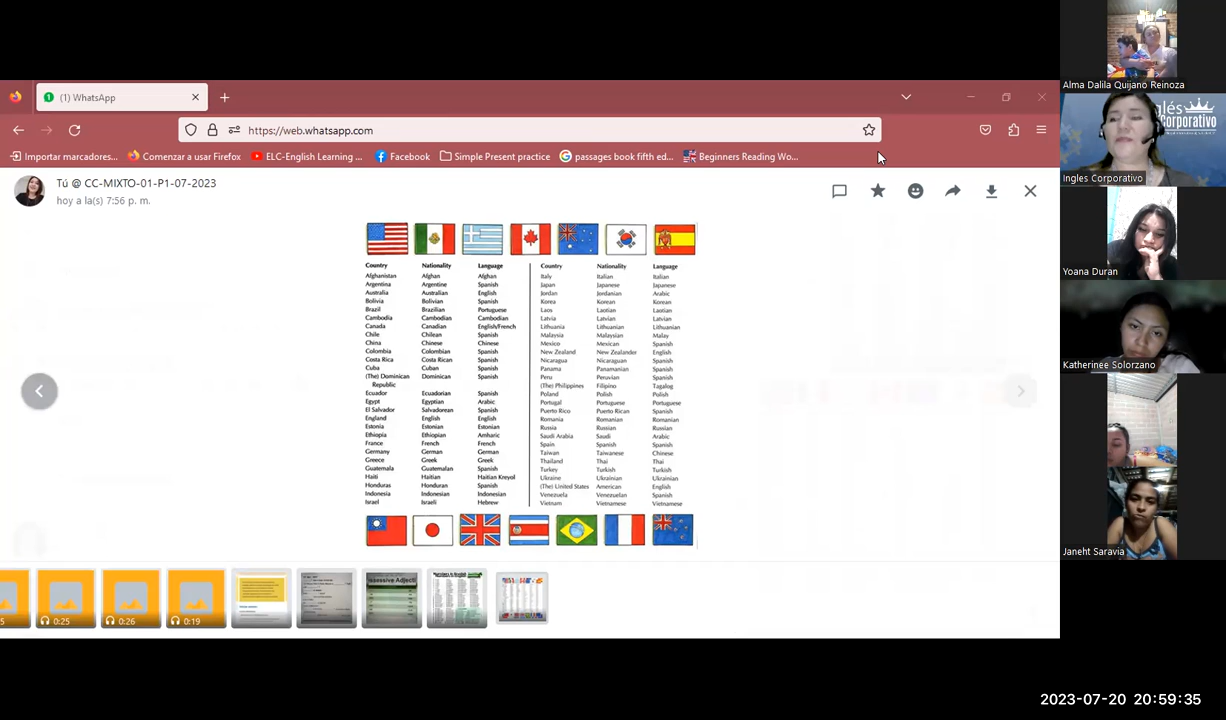 (1) WhatsApp
https://web.whatsapp.com
Importar marcadores...
Comenzar a usar Firefox
ELC-English Learning ...
Facebook
Simple Present practice
passages book fifth ed...
Beginners Reading Wo...
Tú @ CC-MIXTO-01-P1-07-2023
hoy a la(s) 7:56 p. m.
Country Nationality Language
Afghanistan Afghan Afghan
Argentina Argentine Spanish
Australia Australian English
Bolivia Bolivian Spanish
Brazil Brazilian Portuguese
Cambodia Cambodian Cambodian
Canada Canadian English/French
Chile Chilean Spanish
China Chinese Chinese
Colombia Colombian Spanish
Costa Rica Costa Rican Spanish
Cuba Cuban Spanish
(The) Dominican Dominican Spanish
Republic
Ecuador Ecuadorian Spanish
Egypt Egyptian Arabic
El Salvador Salvadorean Spanish
England English English
Estonia Estonian Estonian
Ethiopia Ethiopian Amharic
France French French
Germany German German
Greece Greek Greek
Guatemala Guatemalan Spanish
Haiti Haitian Haitian Kreyol
Honduras Honduran Spanish
Indonesia Indonesian Indonesian
Israel Israeli Hebrew
Country Nationality Language
Italy Italian Italian
Japan Japanese Japanese
Jordan Jordanian Arabic
Korea Korean Korean
Laos Laotian Laotian
Latvia Latvian Latvian
Lithuania Lithuanian Lithuanian
Malaysia Malaysian Malay
Mexico Mexican Spanish
New Zealand New Zealander English
Nicaragua Nicaraguan Spanish
Panama Panamanian Spanish
Peru Peruvian Spanish
(The) Philippines Filipino Tagalog
Poland Polish Polish
Portugal Portuguese Portuguese
Puerto Rico Puerto Rican Spanish
Romania Romanian Romanian
Russia Russian Russian
Saudi Arabia Saudi Arabic
Spain Spanish Spanish
Taiwan Taiwanese Chinese
Thailand Thai Thai
Turkey Turkish Turkish
Ukraine Ukrainian Ukrainian
(The) United States American English
Venezuela Venezuelan Spanish
Vietnam Vietnamese Vietnamese
5
0:25
0:26
0:19
Alma Dalila Quijano Reinoza
glés
orporativo
Ingles Corporativo
Yoana Duran
Katherinee Solorzano
Janeht Saravia
2023-07-20 20:59:35